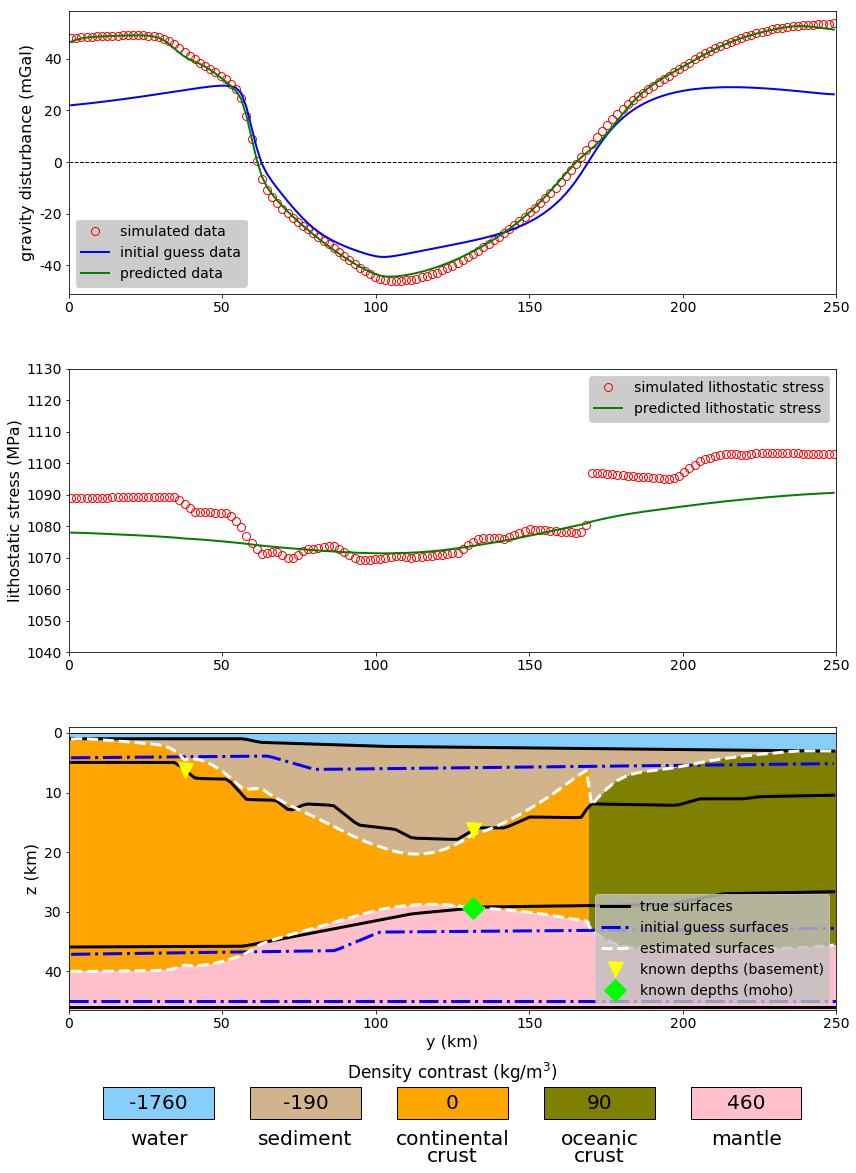 gravity disturbance (mGal)
40
20
0
-20
-40
simulated data
initial guess data
predicted data
0 50 100 150 200 250
lithostatic stress (MPa)
1130
1120
1110
1100
1090
1080
1070
1060
1050
1040
simulated lithostatic stress
predicted lithostatic stress
0 50 100 150 200 250
z (km)
0
10
20
30
40
true surfaces
initial guess surfaces
estimated surfaces
known depths (basement)
known depths (moho)
0 50 100 150 200 250
y (km)
Density contrast (kg/m³)
-1760 -190 0 90 460
water sediment continental oceanic mantle
crust crust